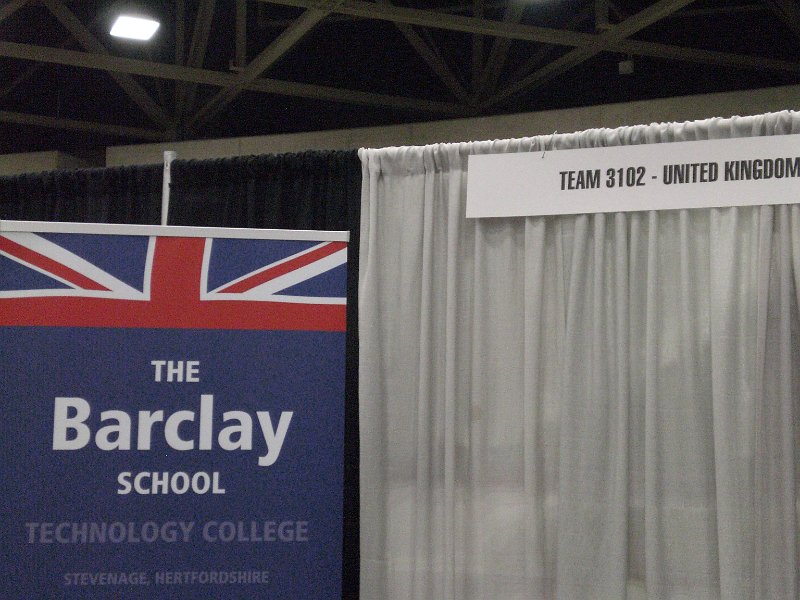 TEAM 3102 - UNITED KINGDOM
THE
Barclay
SCHOOL
TECHNOLOGY COLLEGE
STEVENAGE, HERTFORDSHIRE